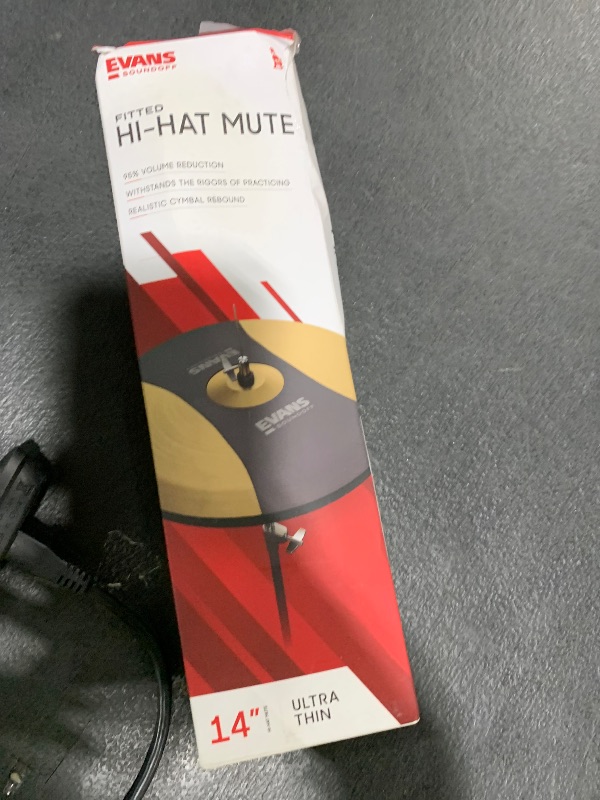 EVANS
SOUNDOFF
FITTED
HI-HAT MUTE
95% VOLUME REDUCTION
WITHSTANDS THE RIGORS OF PRACTICING
REALISTIC CYMBAL REBOUND
EVANS
EVANS
SOUNDOFF
14"
ULTRA
THIN